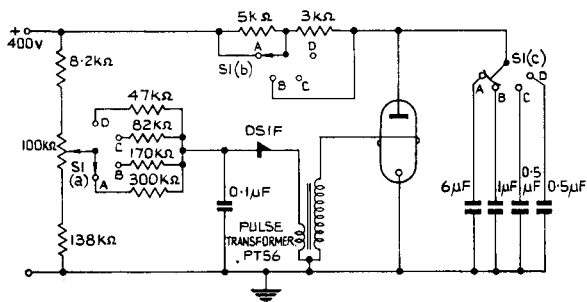 +
400V
8·2kΩ
100kΩ
138kΩ
47kΩ
82kΩ
170kΩ
300kΩ
D
C
B
A
S1
(a)
5kΩ
3kΩ
A
D
S1(b)
B
C
DS1F
0·1µF
PULSE
TRANSFORMER
PT56
S1(c)
A
B
C
D
6µF
1µF
0·5
µF
0·5µF